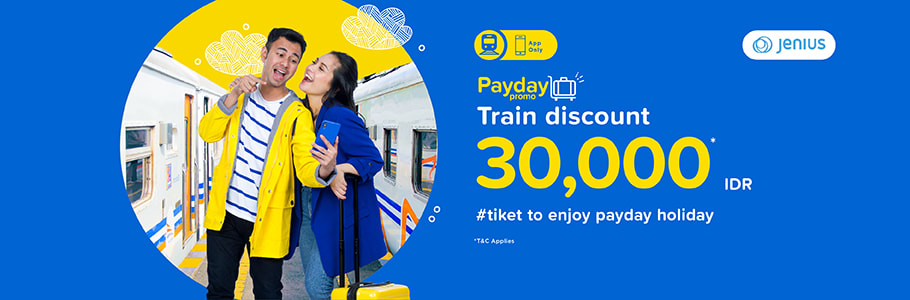 App
Only
jenius
Payday
promo
Train discount
30,000*
IDR
#tiket to enjoy payday holiday
*T&C Applies